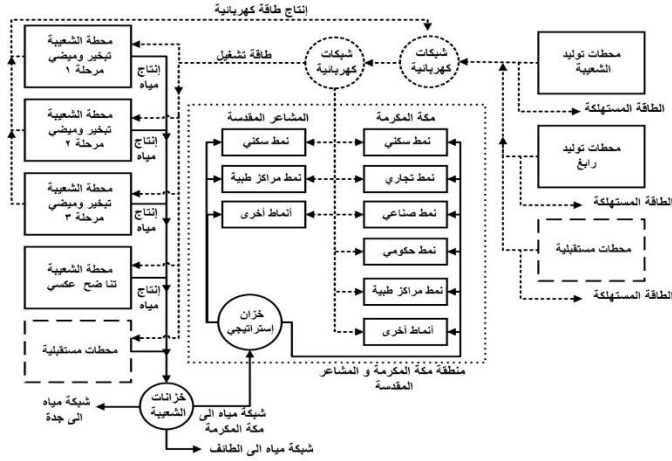 إنتاج طاقة كهربائية
محطات توليد
الشعيبة
الطاقة المستهلكة
محطات توليد
رابغ
الطاقة المستهلكة
محطات مستقبلية
الطاقة المستهلكة
شبكات
كهربائية
شبكات
كهربائية
طاقة تشغيل
مكة المكرمة
نمط سكني
نمط تجاري
نمط صناعي
نمط حكومي
نمط مراكز طبية
أنماط أخرى
المشاعر المقدسة
نمط سكني
نمط مراكز طبية
أنماط أخرى
خزان
إستراتيجي
منطقة مكة المكرمة و المشاعر
المقدسة
محطة الشعيبة
تبخير وميضي
مرحلة ١
إنتاج
مياه
محطة الشعيبة
تبخير وميضي
مرحلة ٢
إنتاج
مياه
محطة الشعيبة
تبخير وميضي
مرحلة ٣
إنتاج
مياه
محطة الشعيبة
تناضح عكسي
إنتاج
مياه
محطات مستقبلية
خزانات
الشعيبة
شبكة مياه الى
مكة المكرمة
شبكة مياه
الى جدة
شبكة مياه الى الطائف